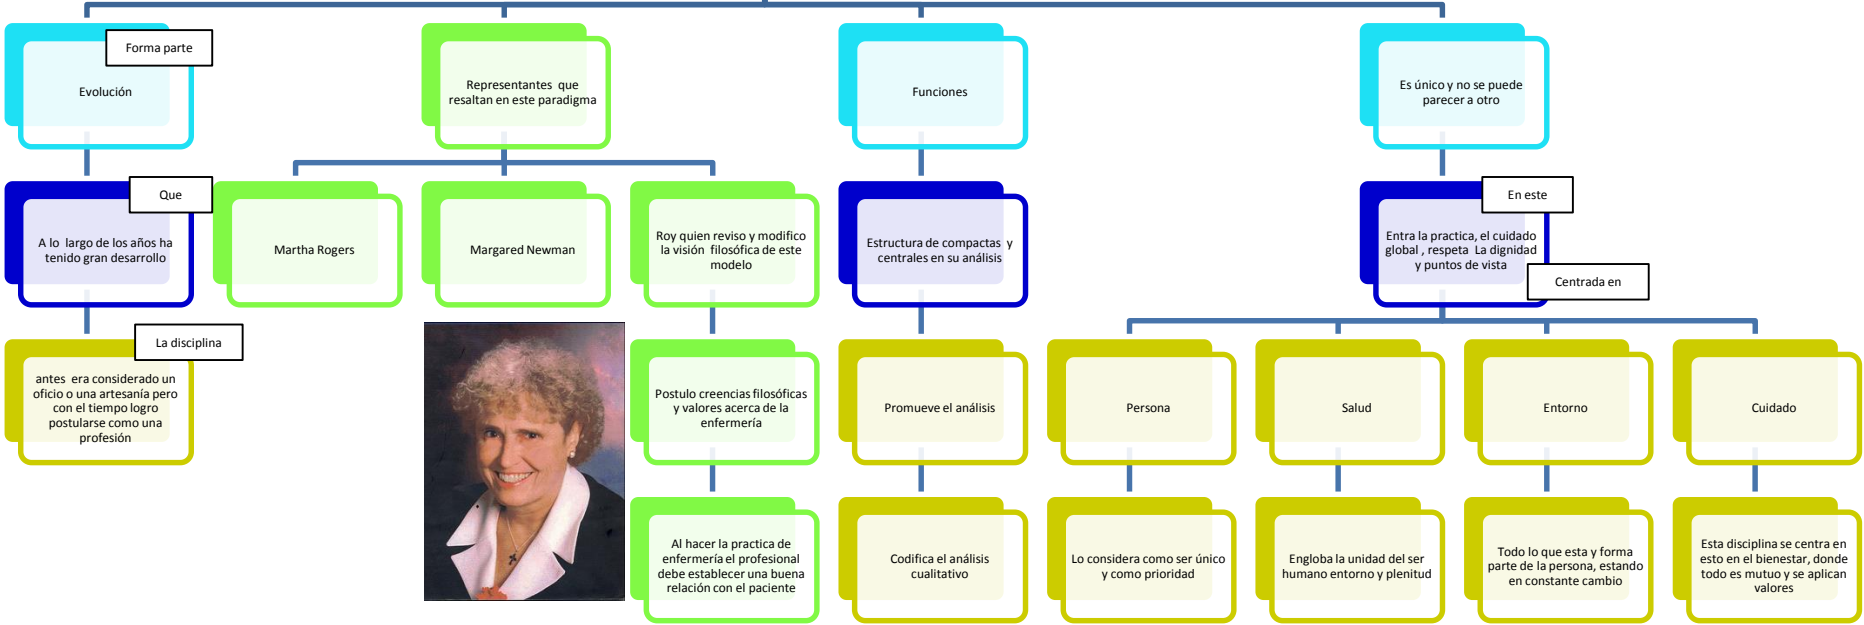 Forma parte
Evolución
Representantes que
resaltan en este paradigma
Funciones
Es único y no se puede
parecer a otro
Que
A lo largo de los años ha
tenido gran desarrollo
Martha Rogers
Margared Newman
Roy quien reviso y modifico
la visión filosófica de este
modelo
Estructura de compactas y
centrales en su análisis
En este
Entra la practica, el cuidado
global , respeta La dignidad
y puntos de vista
Centrada en
La disciplina
antes era considerado un
oficio o una artesanía pero
con el tiempo logro
postularse como una
profesión
Postulo creencias filosóficas
y valores acerca de la
enfermería
Promueve el análisis
Persona
Salud
Entorno
Cuidado
Al hacer la practica de
enfermería el profesional
debe establecer una buena
relación con el paciente
Codifica el análisis
cualitativo
Lo considera como ser único
y como prioridad
Engloba la unidad del ser
humano entorno y plenitud
Todo lo que esta y forma
parte de la persona, estando
en constante cambio
Esta disciplina se centra en
esto en el bienestar, donde
todo es mutuo y se aplican
valores